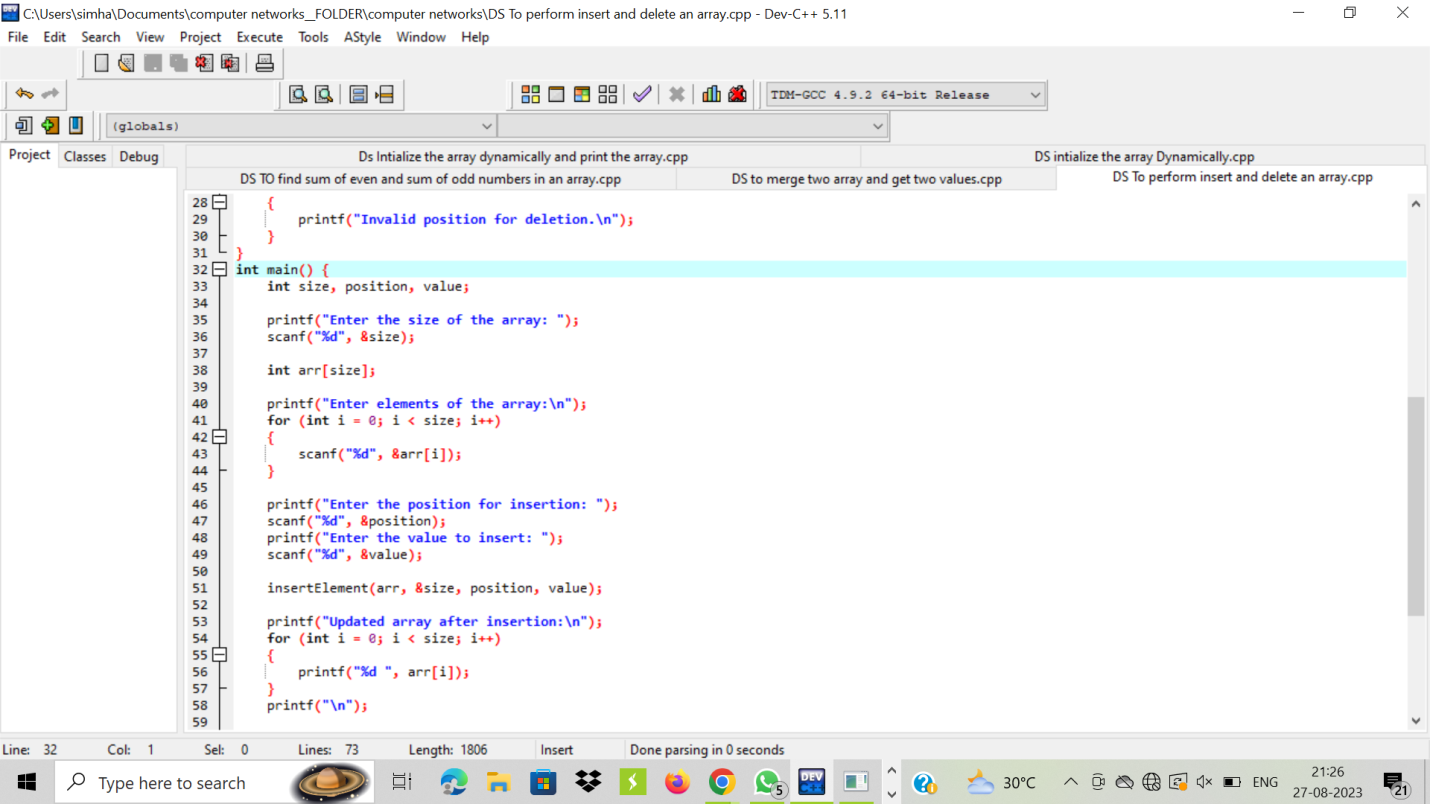 C:\Users\simha\Documents\computer networks_FOLDER\computer networks\DS To perform insert and delete an array.cpp - Dev-C++ 5.11
File Edit Search View Project Execute Tools AStyle Window Help
TDM-GCC 4.9.2 64-bit Release
(globals)
Project Classes Debug
Ds Intialize the array dynamically and print the array.cpp DS intialize the array Dynamically.cpp
DS TO find sum of even and sum of odd numbers in an array.cpp DS to merge two array and get two values.cpp DS To perform insert and delete an array.cpp
28 {
29 printf("Invalid position for deletion.\n");
30 }
31 }
32 int main() {
33 int size, position, value;
34
35 printf("Enter the size of the array: ");
36 scanf("%d", &size);
37
38 int arr[size];
39
40 printf("Enter elements of the array:\n");
41 for (int i = 0; i < size; i++)
42 {
43 scanf("%d", &arr[i]);
44 }
45
46 printf("Enter the position for insertion: ");
47 scanf("%d", &position);
48 printf("Enter the value to insert: ");
49 scanf("%d", &value);
50
51 insertElement(arr, &size, position, value);
52
53 printf("Updated array after insertion:\n");
54 for (int i = 0; i < size; i++)
55 {
56 printf("%d ", arr[i]);
57 }
58 printf("\n");
59
Line: 32 Col: 1 Sel: 0 Lines: 73 Length: 1806 Insert Done parsing in 0 seconds
Type here to search
DEV
5
30°C
ENG
21:26
27-08-2023
21